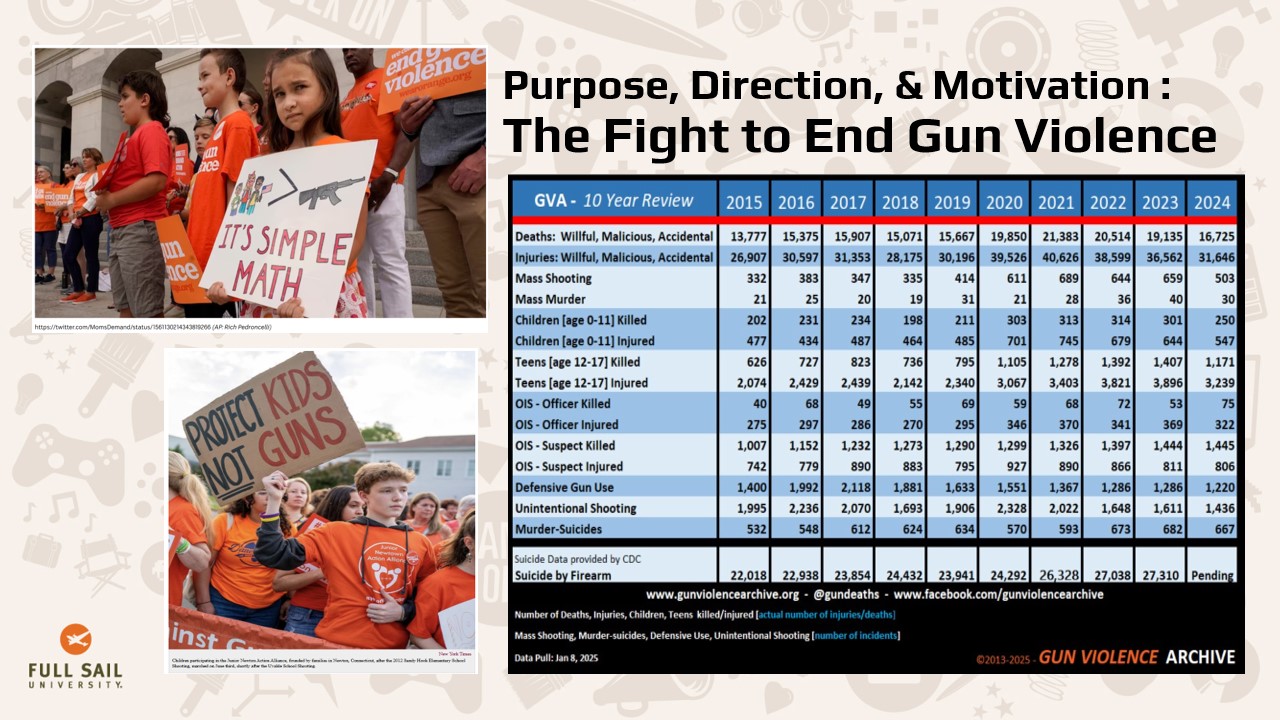 Purpose, Direction, & Motivation :
The Fight to End Gun Violence
end gun
violence
IT'S SIMPLE
MATH
https://twitter.com/MomsDemand/status/1561130214343819266 (AP: Rich Pedroncelli)
PROTECT KIDS
NOT GUNS
Junior
Newtown
Action Alliance
inst G
New York Times
Children participating in the Junior Newton Action Alliance, founded by families in Newton, Connecticut, after the 2012 Sandy Hook Elementary School
Shooting, marched on June third, shortly after the Uvalde School Shooting.
FULL SAIL
UNIVERSITY.
GVA - 10 Year Review 2015 2016 2017 2018 2019 2020 2021 2022 2023 2024
Deaths: Willful, Malicious, Accidental 13,777 15,375 15,907 15,071 15,667 19,850 21,383 20,514 19,135 16,725
Injuries: Willful, Malicious, Accidental 26,907 30,597 31,353 28,175 30,196 39,526 40,626 38,599 36,562 31,646
Mass Shooting 332 383 347 335 414 611 689 644 659 503
Mass Murder 21 25 20 19 31 21 28 36 40 30
Children [age 0-11] Killed 202 231 234 198 211 303 313 314 301 250
Children [age 0-11] Injured 477 434 487 464 485 701 745 679 644 547
Teens [age 12-17] Killed 626 727 823 736 795 1,105 1,278 1,392 1,407 1,171
Teens [age 12-17] Injured 2,074 2,429 2,439 2,142 2,340 3,067 3,403 3,821 3,896 3,239
OIS - Officer Killed 40 68 49 55 69 59 68 72 53 75
OIS - Officer Injured 275 297 286 270 295 346 370 341 369 322
OIS - Suspect Killed 1,007 1,152 1,232 1,273 1,290 1,299 1,326 1,397 1,444 1,445
OIS - Suspect Injured 742 779 890 883 795 927 890 866 811 806
Defensive Gun Use 1,400 1,992 2,118 1,881 1,633 1,551 1,367 1,286 1,286 1,220
Unintentional Shooting 1,995 2,236 2,070 1,693 1,906 2,328 2,022 1,648 1,611 1,436
Murder-Suicides 532 548 612 624 634 570 593 673 682 667
Suicide Data provided by CDC
Suicide by Firearm 22,018 22,938 23,854 24,432 23,941 24,292 26,328 27,038 27,310 Pending
www.gunviolencearchive.org - @gundeaths - www.facebook.com/gunviolencearchive
Number of Deaths, Injuries, Children, Teens killed/injured [actual number of injuries/deaths]
Mass Shooting, Murder-suicides, Defensive Use, Unintentional Shooting [number of incidents]
Data Pull: Jan 8, 2025
©2013-2025 - GUN VIOLENCE ARCHIVE